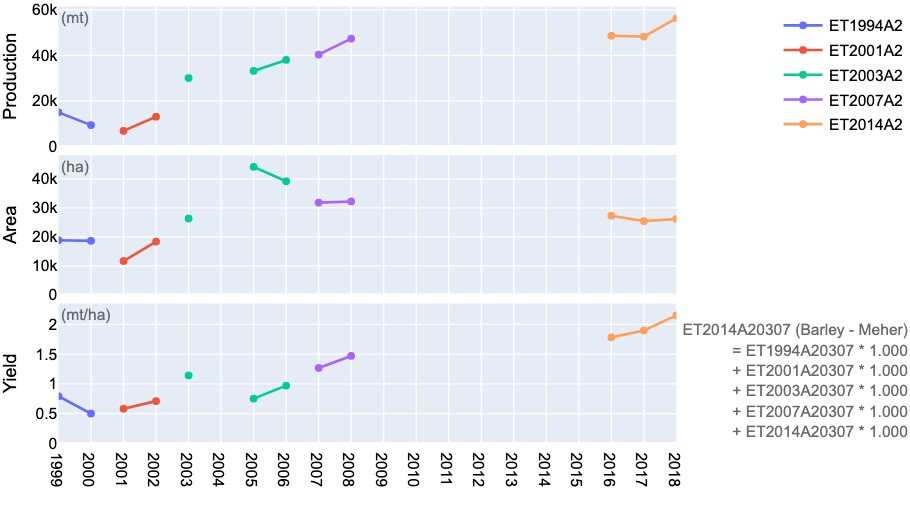 Production
(mt)
60k
40k
20k
0
ET1994A2
ET2001A2
ET2003A2
ET2007A2
ET2014A2
Area
(ha)
40k
30k
20k
10k
0
Yield
(mt/ha)
2
1.5
1
0.5
0
1999
2000
2001
2002
2003
2004
2005
2006
2007
2008
2009
2010
2011
2012
2013
2014
2015
2016
2017
2018
ET2014A20307 (Barley - Meher)
= ET1994A20307 * 1.000
+ ET2001A20307 * 1.000
+ ET2003A20307 * 1.000
+ ET2007A20307 * 1.000
+ ET2014A20307 * 1.000